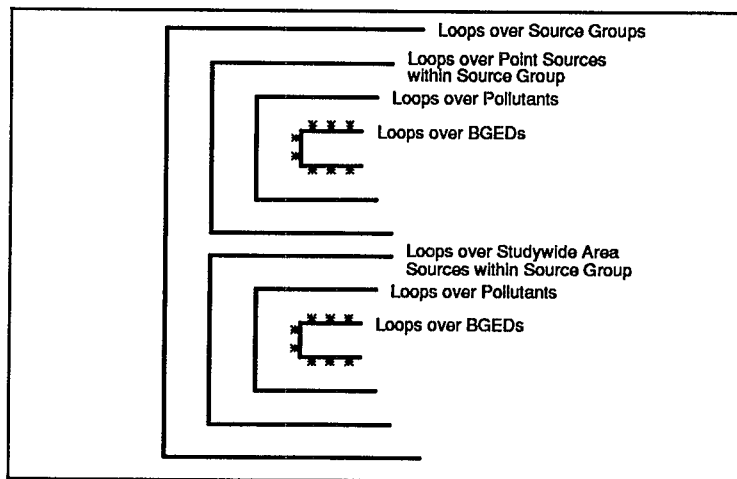 Loops over Source Groups
Loops over Point Sources
within Source Group
Loops over Pollutants
Loops over BGEDs
Loops over Studywide Area
Sources within Source Group
Loops over Pollutants
Loops over BGEDs